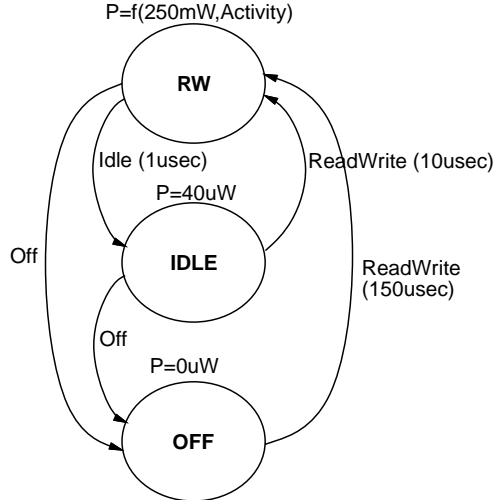 P=f(250mW,Activity)
RW
Idle (1usec)
ReadWrite (10usec)
P=40uW
Off
IDLE
ReadWrite
(150usec)
Off
P=0uW
OFF